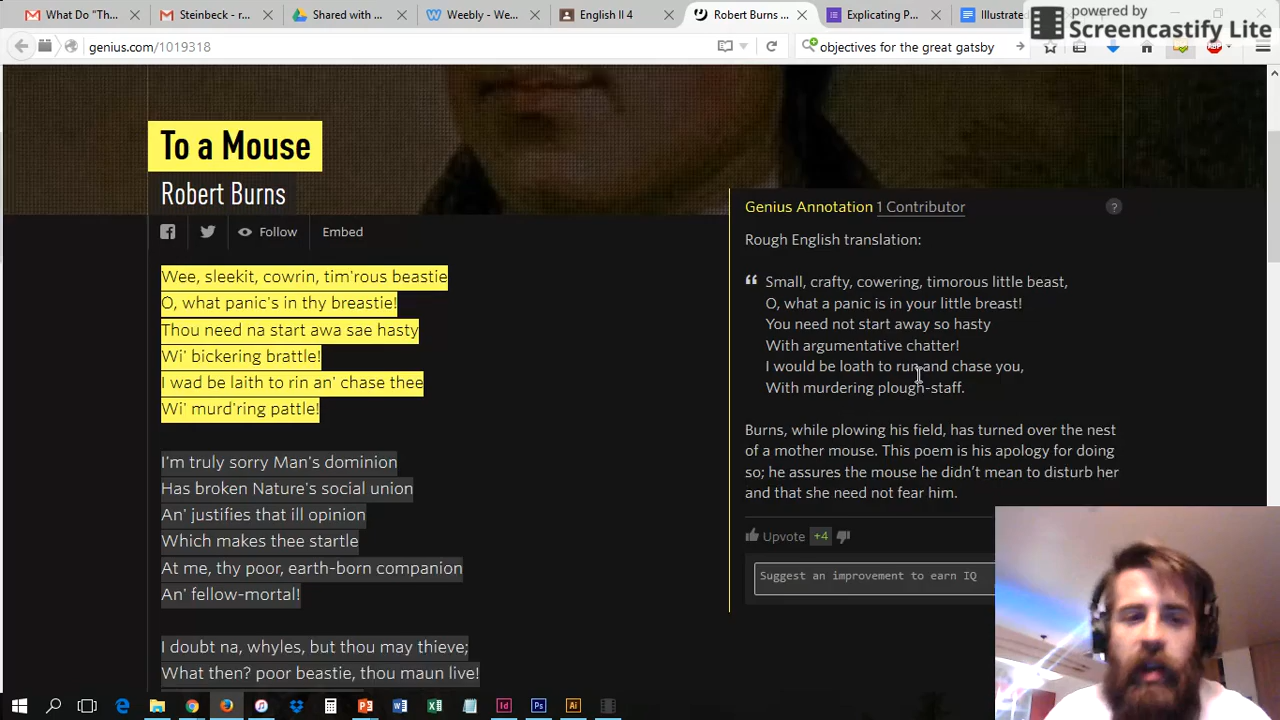 What Do "Th
Steinbeck - r...
Shared with ...
Weebly - We...
English II 4
Robert Burns ...
Explicating P...
Illustrate
powered by
Screencastify Lite
genius.com/1019318
objectives for the great gatsby
ABP
To a Mouse
Robert Burns
Follow
Embed
Wee, sleekit, cowrin, tim'rous beastie
O, what panic's in thy breastie!
Thou need na start awa sae hasty
Wi' bickering brattle!
I wad be laith to rin an' chase thee
Wi' murd'ring pattle!
I'm truly sorry Man's dominion
Has broken Nature's social union
An' justifies that ill opinion
Which makes thee startle
At me, thy poor, earth-born companion
An' fellow-mortal!
I doubt na, whyles, but thou may thieve;
What then? poor beastie, thou maun live!
Genius Annotation 1 Contributor
?
Rough English translation:
Small, crafty, cowering, timorous little beast,
O, what a panic is in your little breast!
You need not start away so hasty
With argumentative chatter!
I would be loath to run and chase you,
With murdering plough-staff.
Burns, while plowing his field, has turned over the nest
of a mother mouse. This poem is his apology for doing
so; he assures the mouse he didn't mean to disturb her
and that she need not fear him.
Upvote +4
Suggest an improvement to earn IQ
Id
Ps
Ai